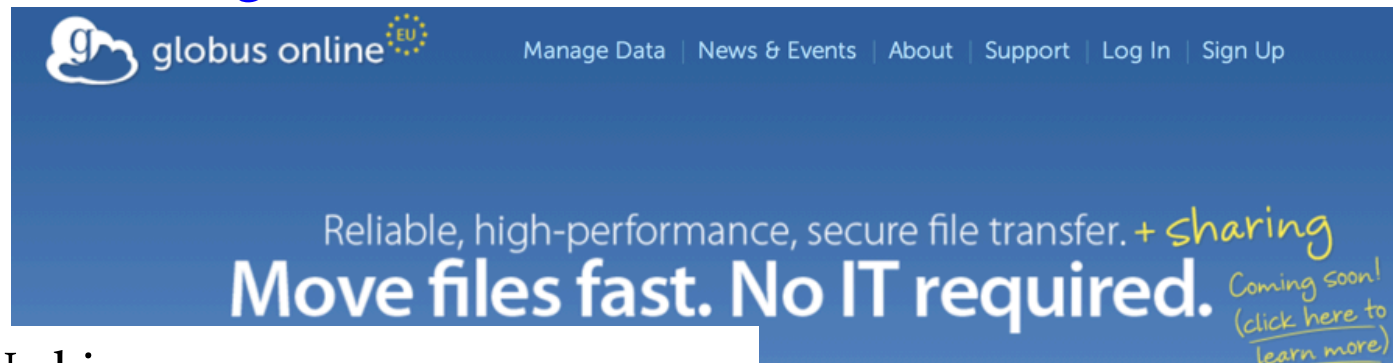 globus online EU
Manage Data | News & Events | About | Support | Log In | Sign Up
Reliable, high-performance, secure file transfer. + sharing
Move files fast. No IT required.
Coming soon!
(click here to
learn more)